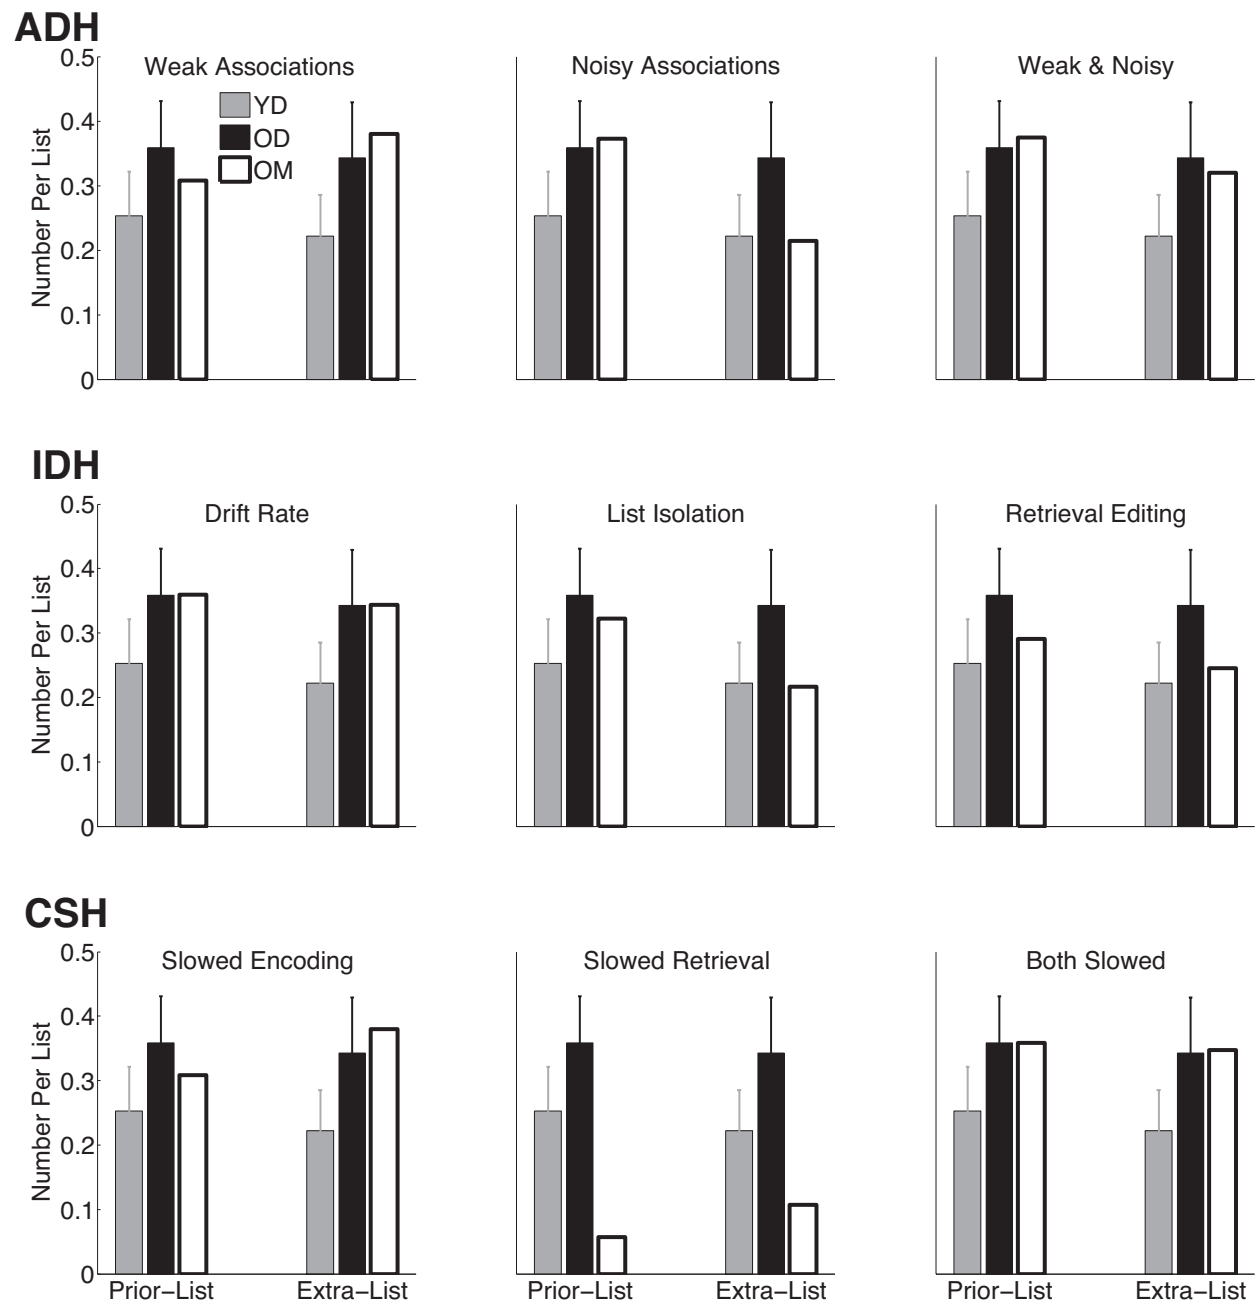 ADH
Weak Associations
Noisy Associations
Weak & Noisy
YD
OD
OM
Number Per List
0.5
0.4
0.3
0.2
0.1
0
IDH
Drift Rate
List Isolation
Retrieval Editing
Number Per List
0.5
0.4
0.3
0.2
0.1
0
CSH
Slowed Encoding
Slowed Retrieval
Both Slowed
Number Per List
0.5
0.4
0.3
0.2
0.1
0
Prior–List Extra–List
Prior–List Extra–List
Prior–List Extra–List